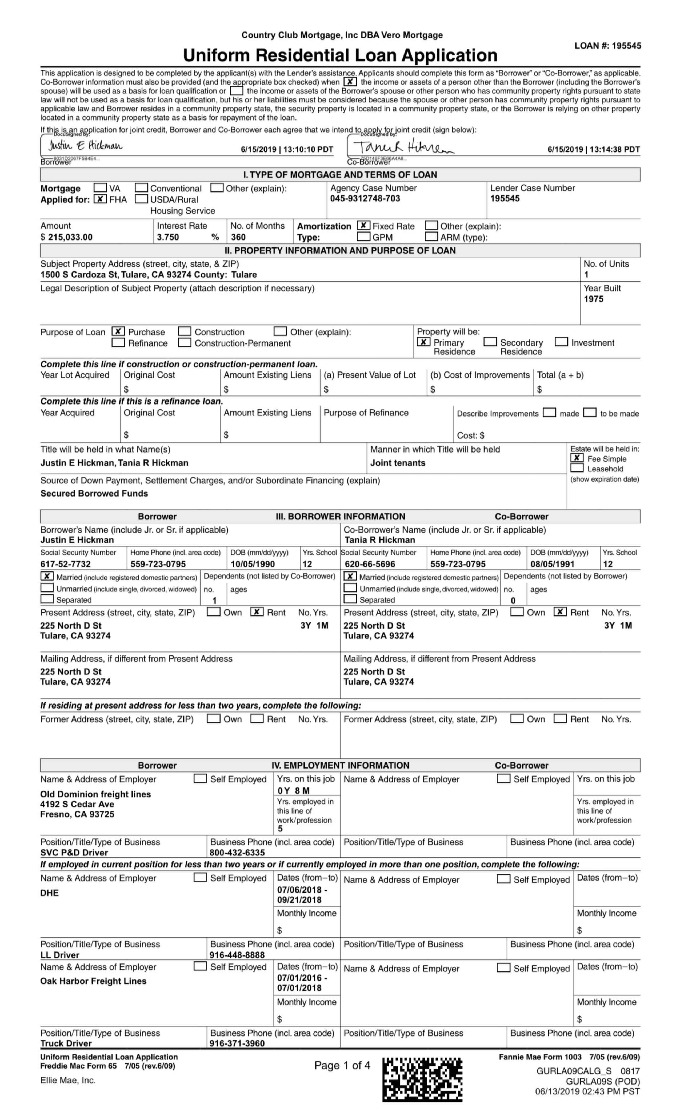 Country Club Mortgage, Inc DBA Vero Mortgage
LOAN #: 195545
Uniform Residential Loan Application
This application is designed to be completed by the applicant(s) with the Lender's assistance. Applicants should complete this form as "Borrower" or "Co-Borrower," as applicable.
Co-Borrower information must also be provided (and the appropriate box checked) when [X] the income or assets of a person other than the Borrower (including the Borrower's
spouse) will be used as a basis for loan qualification or [ ] the income or assets of the Borrower's spouse or other person who has community property rights pursuant to
state law will not be used as a basis for loan qualification, but his or her liabilities must be considered because the spouse or other person has community property rights pursuant to
applicable law and Borrower resides in a community property state, the security property is located in a community property state, or the Borrower is relying on other property
located in a community property state as a basis for repayment of the loan.
If this is an application for joint credit, Borrower and Co-Borrower each agree that we intend to apply for joint credit (sign below):
Justin E Hickman 6/15/2019 | 13:10:10 PDT 6/15/2019 | 13:14:38 PDT
Borrower Co-Borrower
I. TYPE OF MORTGAGE AND TERMS OF LOAN
Mortgage [ ] VA [ ] Conventional [ ] Other (explain): Agency Case Number Lender Case Number
Applied for: [X] FHA [ ] USDA/Rural 045-9312748-703 195545
Housing Service
Amount Interest Rate No. of Months Amortization [X] Fixed Rate [ ] Other (explain):
$ 215,033.00 3.750 % 360 Type: [ ] GPM [ ] ARM (type):
II. PROPERTY INFORMATION AND PURPOSE OF LOAN
Subject Property Address (street, city, state, & ZIP) No. of Units
1500 S Cardoza St, Tulare, CA 93274 County: Tulare 1
Legal Description of Subject Property (attach description if necessary) Year Built
1975
Purpose of Loan [X] Purchase [ ] Construction [ ] Other (explain): Property will be:
[ ] Refinance [ ] Construction-Permanent [X] Primary Residence [ ] Secondary Residence [ ] Investment
Complete this line if construction or construction-permanent loan.
Year Lot Acquired Original Cost Amount Existing Liens (a) Present Value of Lot (b) Cost of Improvements Total (a + b)
$ $ $ $ $
Complete this line if this is a refinance loan.
Year Acquired Original Cost Amount Existing Liens Purpose of Refinance Describe Improvements [ ] made [ ] to be made
$ $ Cost: $
Title will be held in what Name(s) Manner in which Title will be held Estate will be held in:
Justin E Hickman, Tania R Hickman Joint tenants [X] Fee Simple
[ ] Leasehold
Source of Down Payment, Settlement Charges, and/or Subordinate Financing (explain) (show expiration date)
Secured Borrowed Funds
Borrower III. BORROWER INFORMATION Co-Borrower
Borrower's Name (include Jr. or Sr. if applicable) Co-Borrower's Name (include Jr. or Sr. if applicable)
Justin E Hickman Tania R Hickman
Social Security Number Home Phone (incl. area code) DOB (mm/dd/yyyy) Yrs. School Social Security Number Home Phone (incl. area code) DOB (mm/dd/yyyy) Yrs. School
617-52-7732 559-723-0795 10/05/1990 12 620-66-5696 559-723-0795 08/05/1991 12
[X] Married (include registered domestic partners) Dependents (not listed by Co-Borrower) [X] Married (include registered domestic partners) Dependents (not listed by Borrower)
[ ] Unmarried (include single, divorced, widowed) no. ages [ ] Unmarried (include single, divorced, widowed) no. ages
[ ] Separated 1 [ ] Separated 0
Present Address (street, city, state, ZIP) [ ] Own [X] Rent No. Yrs. Present Address (street, city, state, ZIP) [ ] Own [X] Rent No. Yrs.
225 North D St 3Y 1M 225 North D St 3Y 1M
Tulare, CA 93274 Tulare, CA 93274
Mailing Address, if different from Present Address Mailing Address, if different from Present Address
225 North D St 225 North D St
Tulare, CA 93274 Tulare, CA 93274
If residing at present address for less than two years, complete the following:
Former Address (street, city, state, ZIP) [ ] Own [ ] Rent No. Yrs. Former Address (street, city, state, ZIP) [ ] Own [ ] Rent No. Yrs.
Borrower IV. EMPLOYMENT INFORMATION Co-Borrower
Name & Address of Employer [ ] Self Employed Yrs. on this job Name & Address of Employer [ ] Self Employed Yrs. on this job
0 Y 8 M
Old Dominion freight lines
4192 S Cedar Ave Yrs. employed in this line of work/profession Yrs. employed in this line of work/profession
Fresno, CA 93725
5
Position/Title/Type of Business Business Phone (incl. area code) Position/Title/Type of Business Business Phone (incl. area code)
SVC P&D Driver 800-432-6335
If employed in current position for less than two years or if currently employed in more than one position, complete the following:
Name & Address of Employer [ ] Self Employed Dates (from–to) Name & Address of Employer [ ] Self Employed Dates (from–to)
DHE 07/06/2018 - 09/21/2018
Monthly Income Monthly Income
$ $
Position/Title/Type of Business Business Phone (incl. area code) Position/Title/Type of Business Business Phone (incl. area code)
LL Driver 916-448-8888
Name & Address of Employer [ ] Self Employed Dates (from–to) Name & Address of Employer [ ] Self Employed Dates (from–to)
Oak Harbor Freight Lines 07/01/2016 - 07/01/2018
Monthly Income Monthly Income
$ $
Position/Title/Type of Business Business Phone (incl. area code) Position/Title/Type of Business Business Phone (incl. area code)
Truck Driver 916-371-3960
Uniform Residential Loan Application Fannie Mae Form 1003 7/05 (rev.6/09)
Freddie Mac Form 65 7/05 (rev.6/09) Page 1 of 4
Ellie Mae, Inc. GURLA09CALG_S 0817
GURLA09S (POD)
06/13/2019 02:43 PM PST